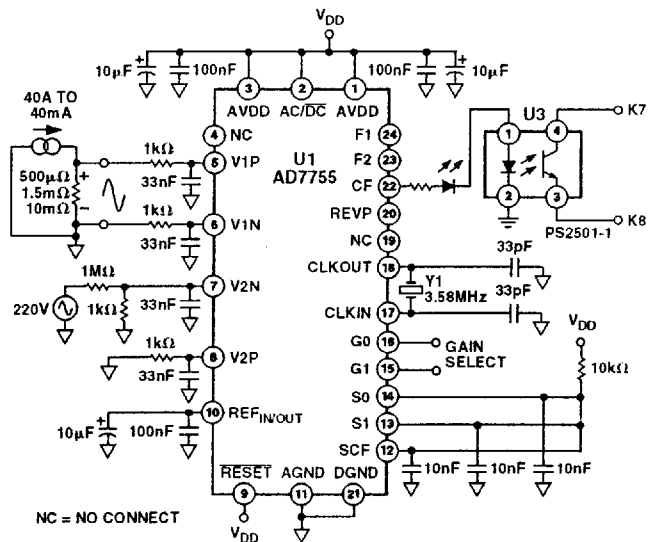 VDD
10µF
100nF
100nF
10µF
3
2
1
AVDD
AC/DC
AVDD
40A TO
40mA
4
NC
U1
AD7755
F1
24
F2
23
CF
22
REVP
20
NC
19
CLKOUT
18
CLKIN
17
G0
16
G1
15
S0
14
S1
13
SCF
12
U3
1
4
2
3
K7
K8
PS2501-1
500µΩ
1.5mΩ
10mΩ
+
−
1kΩ
5
V1P
33nF
1kΩ
6
V1N
33nF
1MΩ
7
V2N
220V
1kΩ
33nF
1kΩ
8
V2P
33nF
10
REFIN/OUT
10µF
100nF
33pF
Y1
3.58MHz
33pF
GAIN
SELECT
VDD
10kΩ
10nF
10nF
10nF
RESET
AGND
DGND
9
11
21
VDD
NC = NO CONNECT